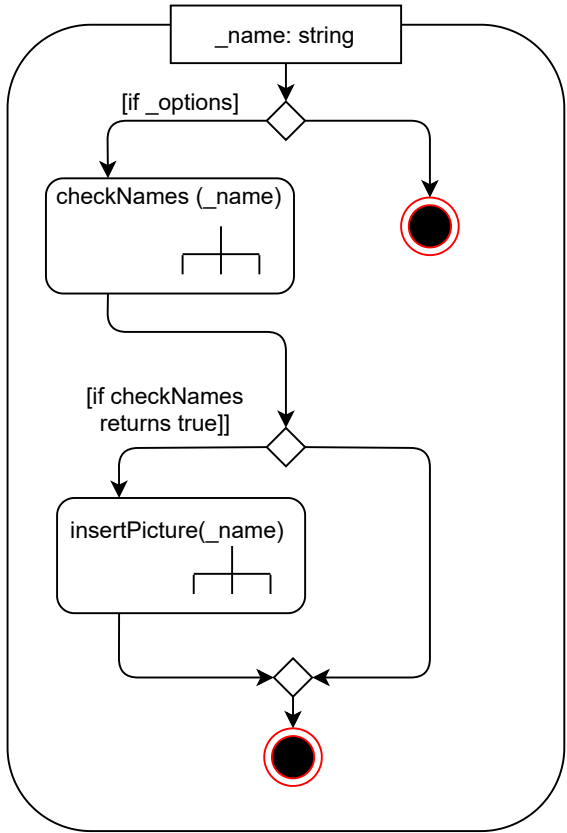 _name: string
[if _options]
checkNames (_name)
[if checkNames
returns true]]
insertPicture(_name)